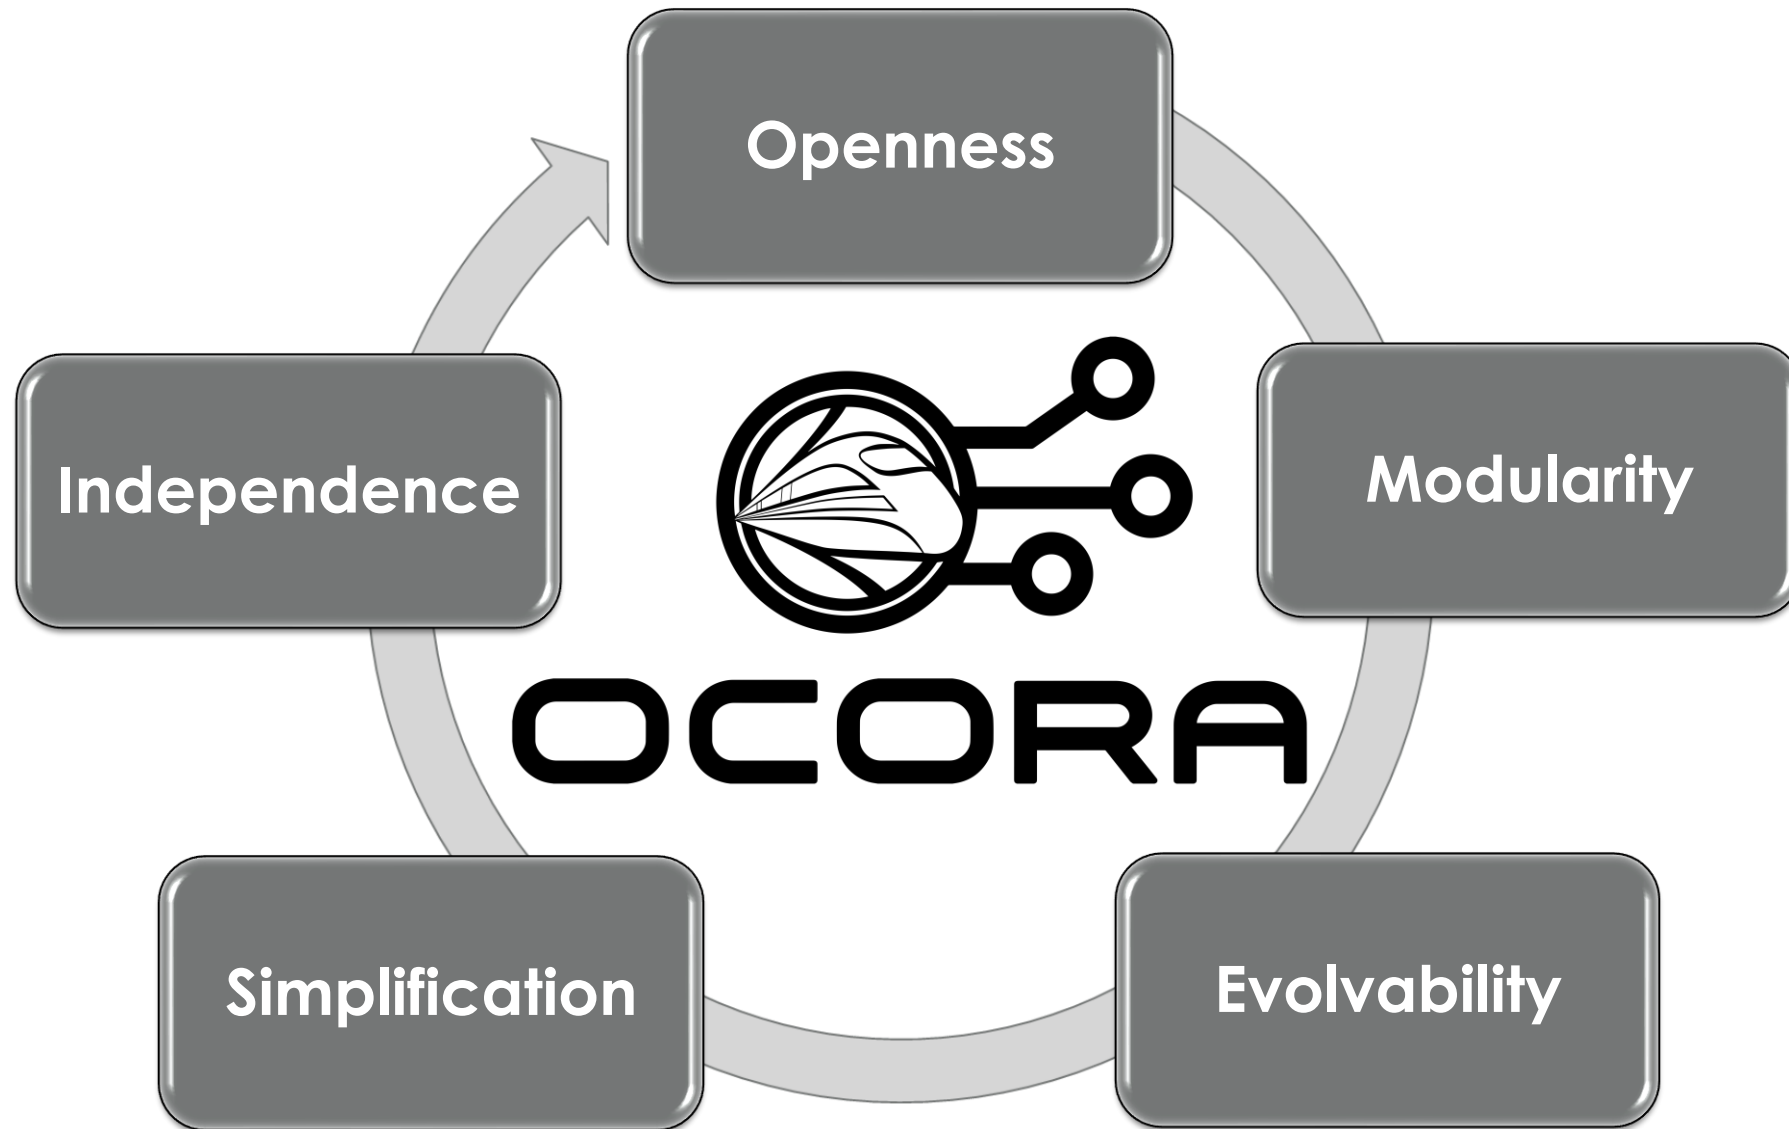 Openness
Modularity
Evolvability
Simplification
Independence
OCORA